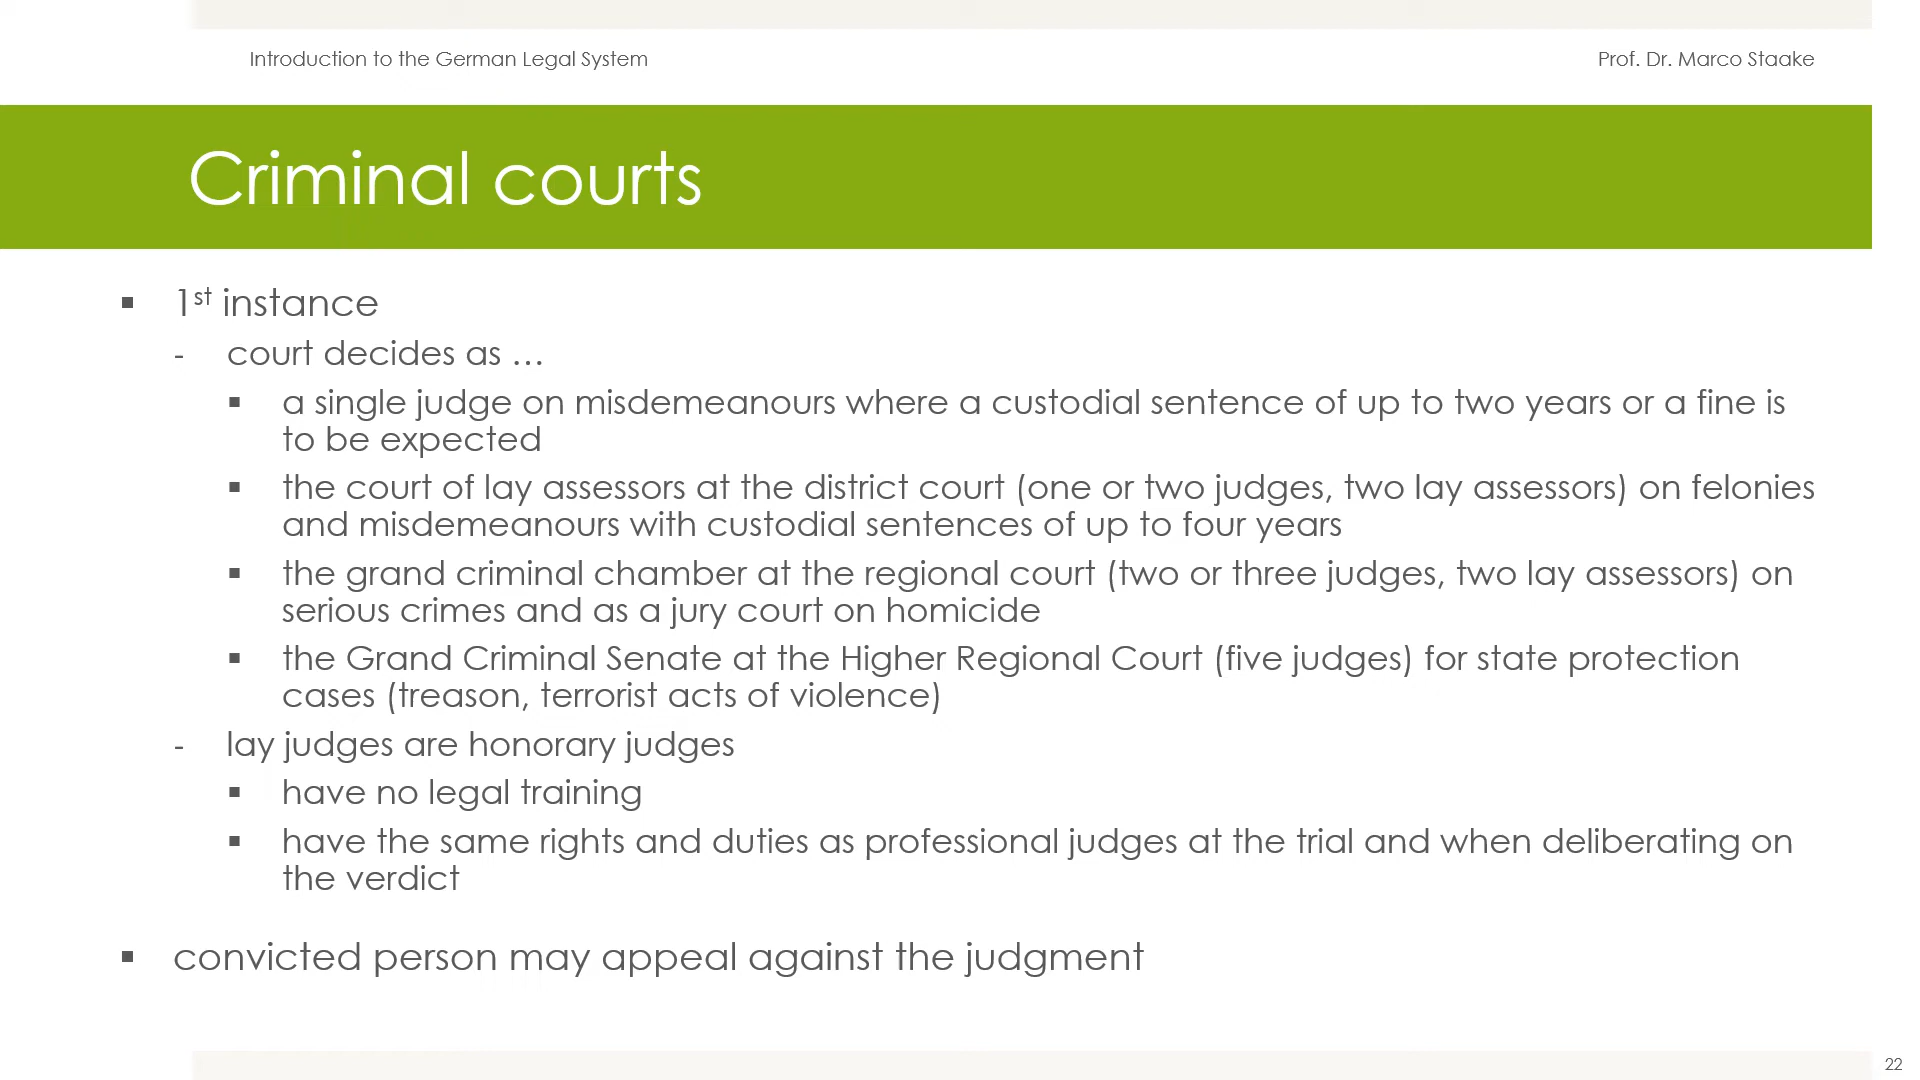 Introduction to the German Legal System
Prof. Dr. Marco Staake
Criminal courts
▪ 1st instance
- court decides as …
▪ a single judge on misdemeanours where a custodial sentence of up to two years or a fine is
to be expected
▪ the court of lay assessors at the district court (one or two judges, two lay assessors) on felonies
and misdemeanours with custodial sentences of up to four years
▪ the grand criminal chamber at the regional court (two or three judges, two lay assessors) on
serious crimes and as a jury court on homicide
▪ the Grand Criminal Senate at the Higher Regional Court (five judges) for state protection
cases (treason, terrorist acts of violence)
- lay judges are honorary judges
▪ have no legal training
▪ have the same rights and duties as professional judges at the trial and when deliberating on
the verdict
▪ convicted person may appeal against the judgment
22